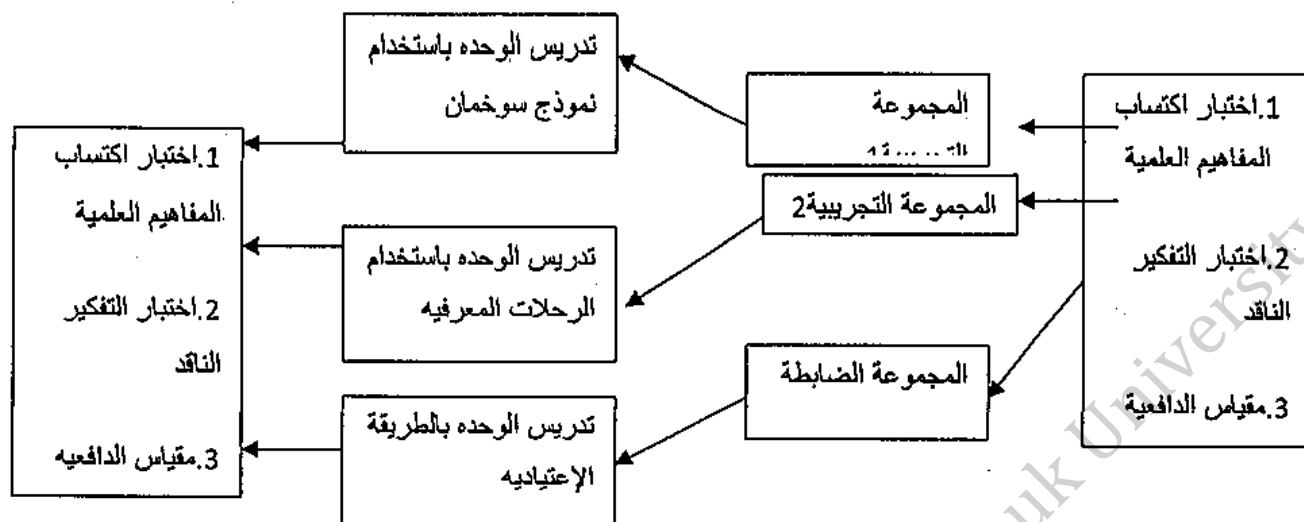 1.اختبار اكتساب
المفاهيم العلمية
2.اختبار التفكير
الناقد
3.مقياس الدافعية
المجموعة
المجموعة التجريبية2
المجموعة الضابطة
تدريس الوحده باستخدام
نموذج سوخمان
تدريس الوحده باستخدام
الرحلات المعرفيه
تدريس الوحده بالطريقة
الإعتياديه
1.اختبار اكتساب
المفاهيم العلمية
2.اختبار التفكير
الناقد
3.مقياس الدافعيه
uk University